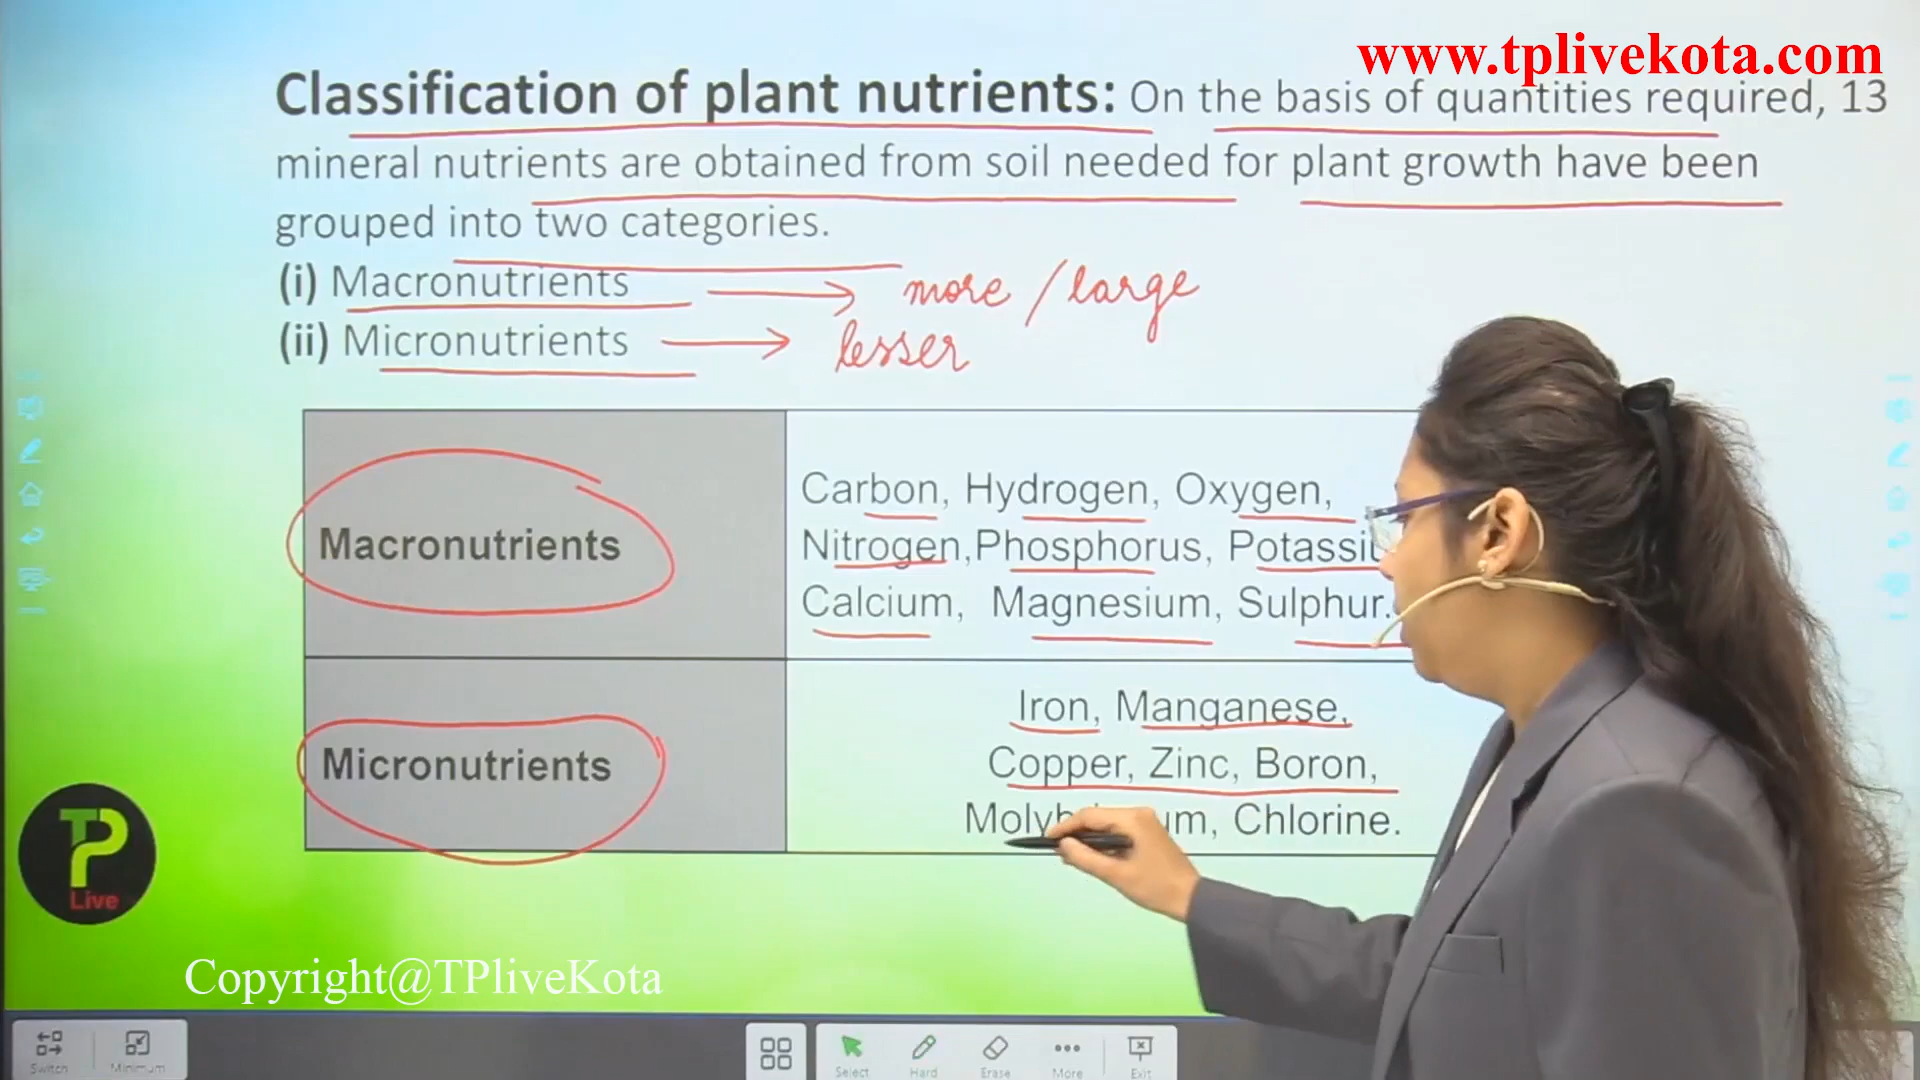 www.tplivekota.com
Classification of plant nutrients: On the basis of quantities required, 13
mineral nutrients are obtained from soil needed for plant growth have been
grouped into two categories.
(i) Macronutrients → more / large
(ii) Micronutrients → lesser
Carbon, Hydrogen, Oxygen,
Nitrogen,Phosphorus,
Macronutrients
Calcium, Magnesium, Sulphur.
Iron, Manganese,
Micronutrients
Copper, Zinc, Boron,
Chlorine.
TP
Live
Copyright@TPliveKota
Switch Minimum Select Hard Erase More Exit